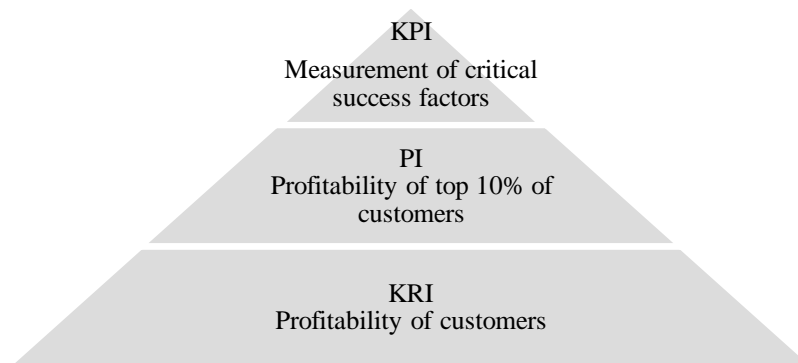 KPI
Measurement of critical
success factors
PI
Profitability of top 10% of
customers
KRI
Profitability of customers